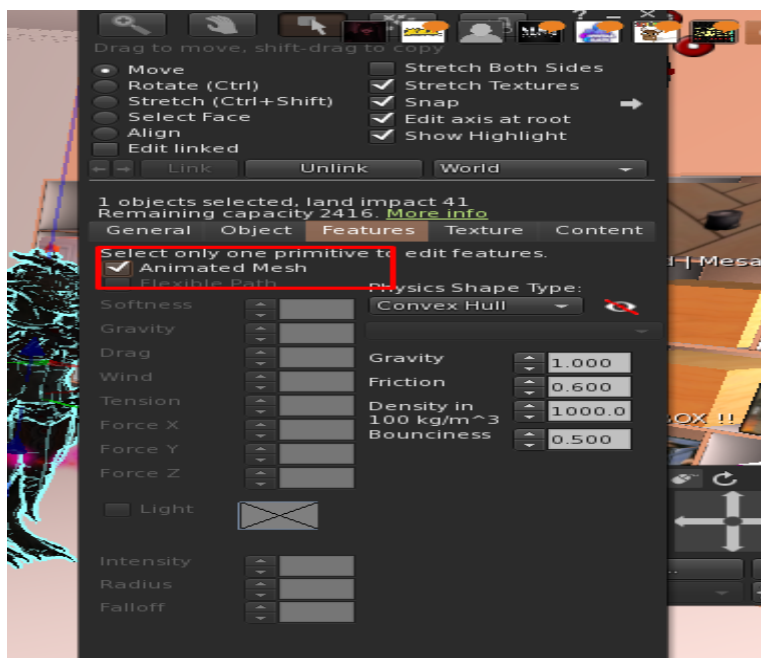 Drag to move, shift-drag to copy
Move
Stretch Both Sides
Rotate (Ctrl)
Stretch Textures
Stretch (Ctrl+Shift)
Snap
Select Face
Edit axis at root
Align
Show Highlight
Edit linked
Link
Unlink
World
1 objects selected, land impact 41
Remaining capacity 2416. More info
General
Object
Features
Texture
Content
Select only one primitive to edit features.
Animated Mesh
Flexible Path
Physics Shape Type:
Softness
Convex Hull
Gravity
Drag
Gravity
1.000
Wind
Friction
0.600
Tension
Density in
100 kg/m^3
1000.0
Force X
Bounciness
0.500
Force Y
Force Z
Light
Intensity
Radius
Falloff